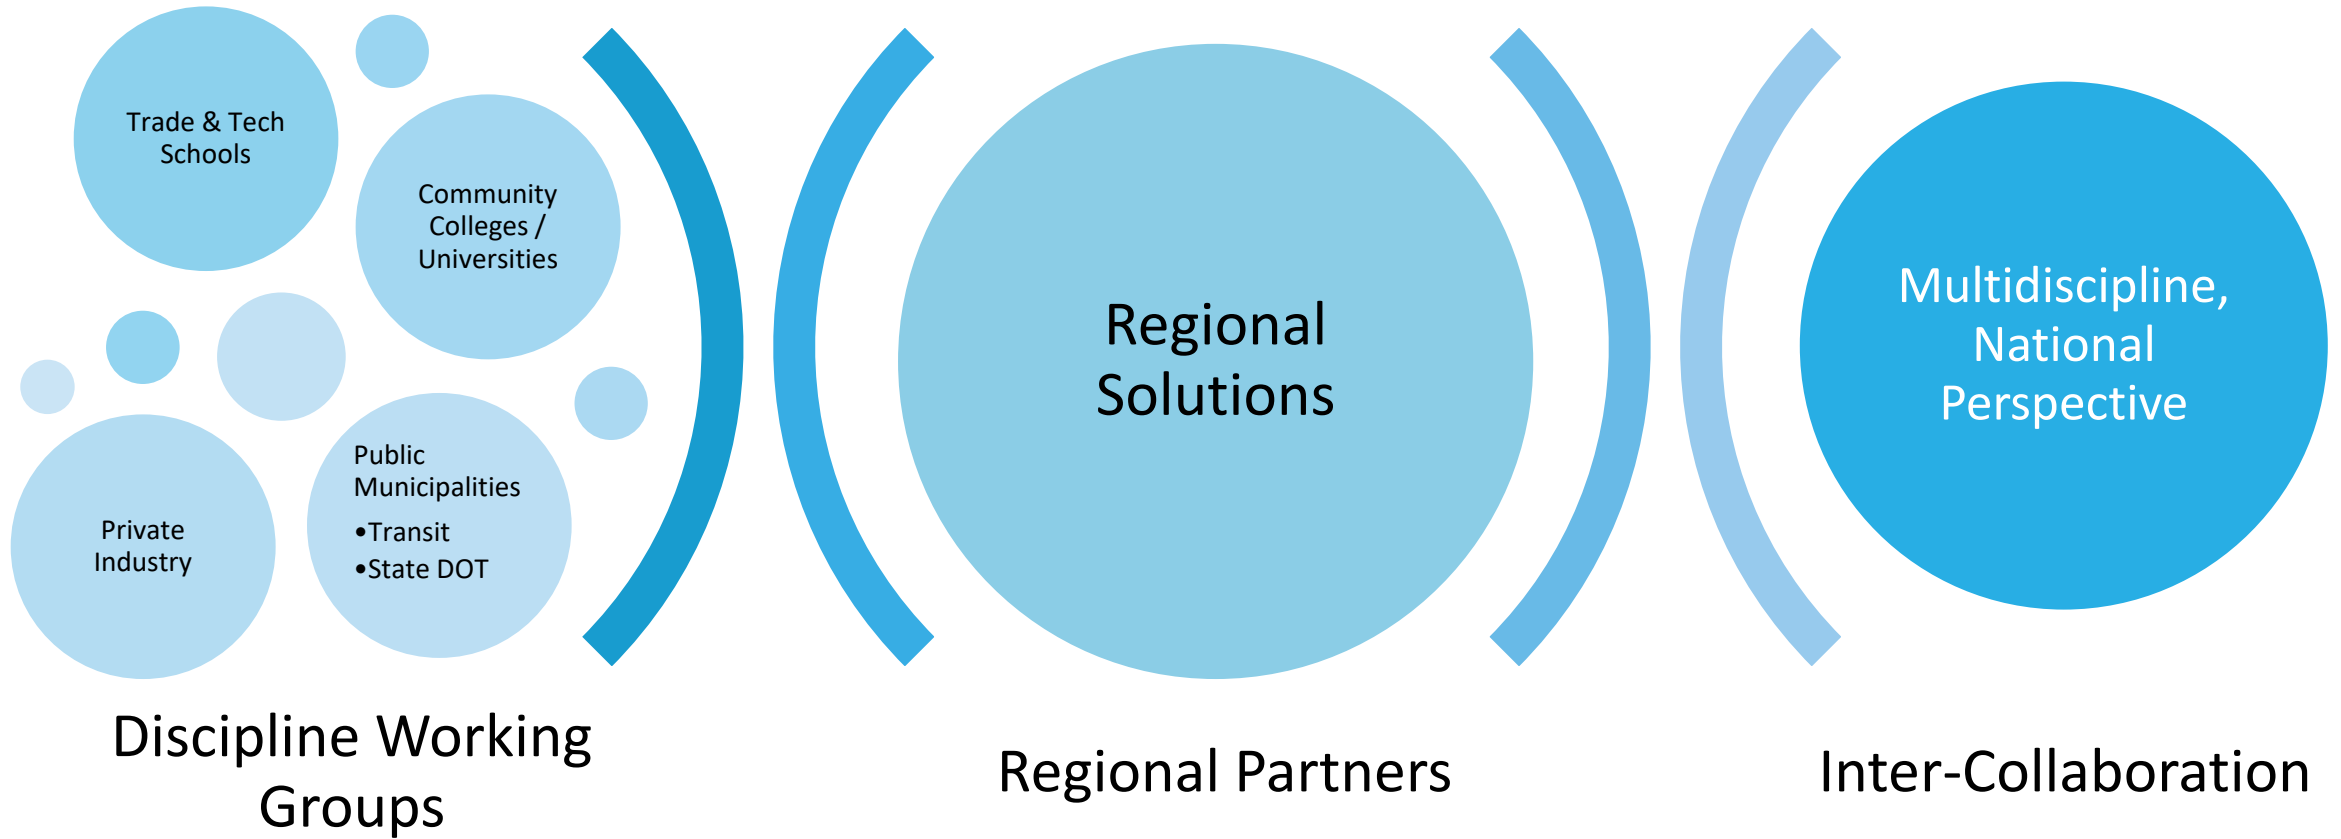 Trade & Tech
Schools
Community
Colleges /
Universities
Private
Industry
Public
Municipalities
•Transit
•State DOT
Discipline Working
Groups
Regional
Solutions
Regional Partners
Multidiscipline,
National
Perspective
Inter-Collaboration